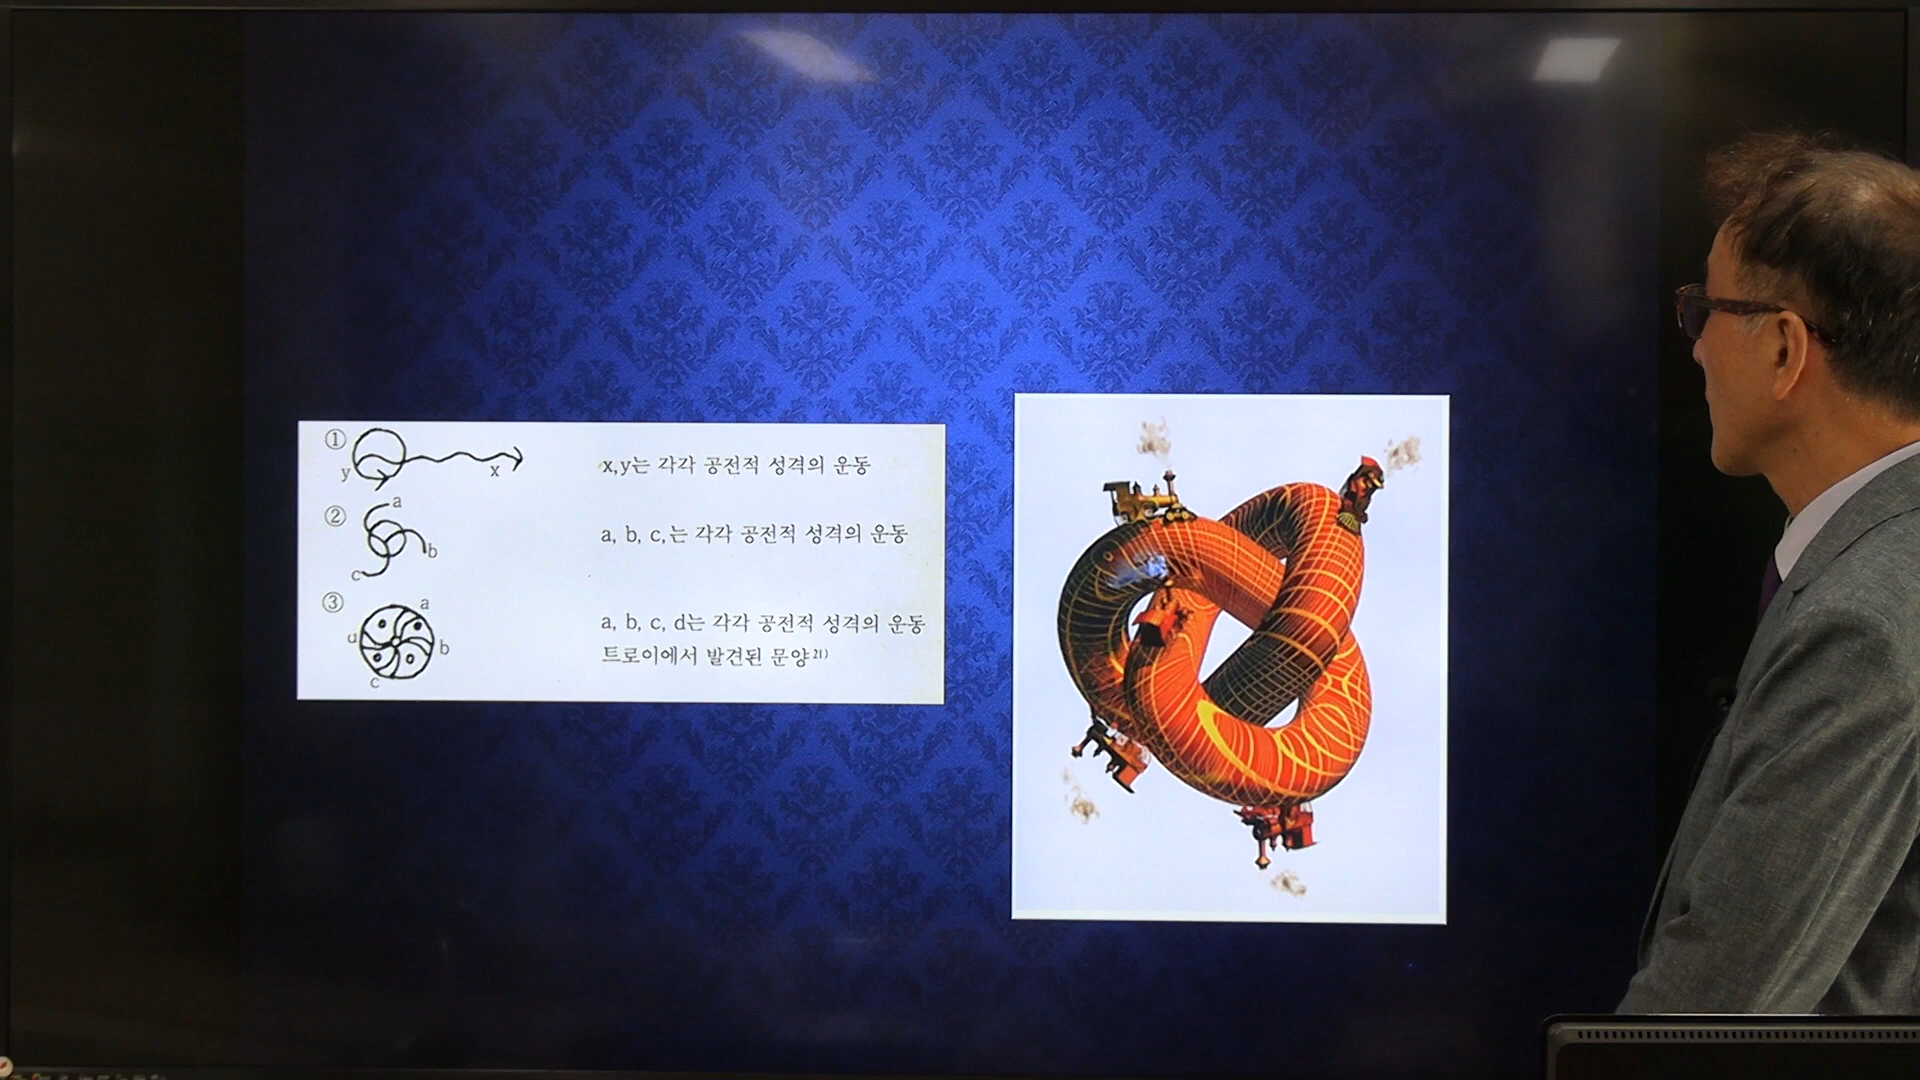 ①
y
x
x,y는 각각 공전적 성격의 운동
②
a
b
c
a, b, c,는 각각 공전적 성격의 운동
③
a
d
b
c
a, b, c, d는 각각 공전적 성격의 운동
트로이에서 발견된 문양21)